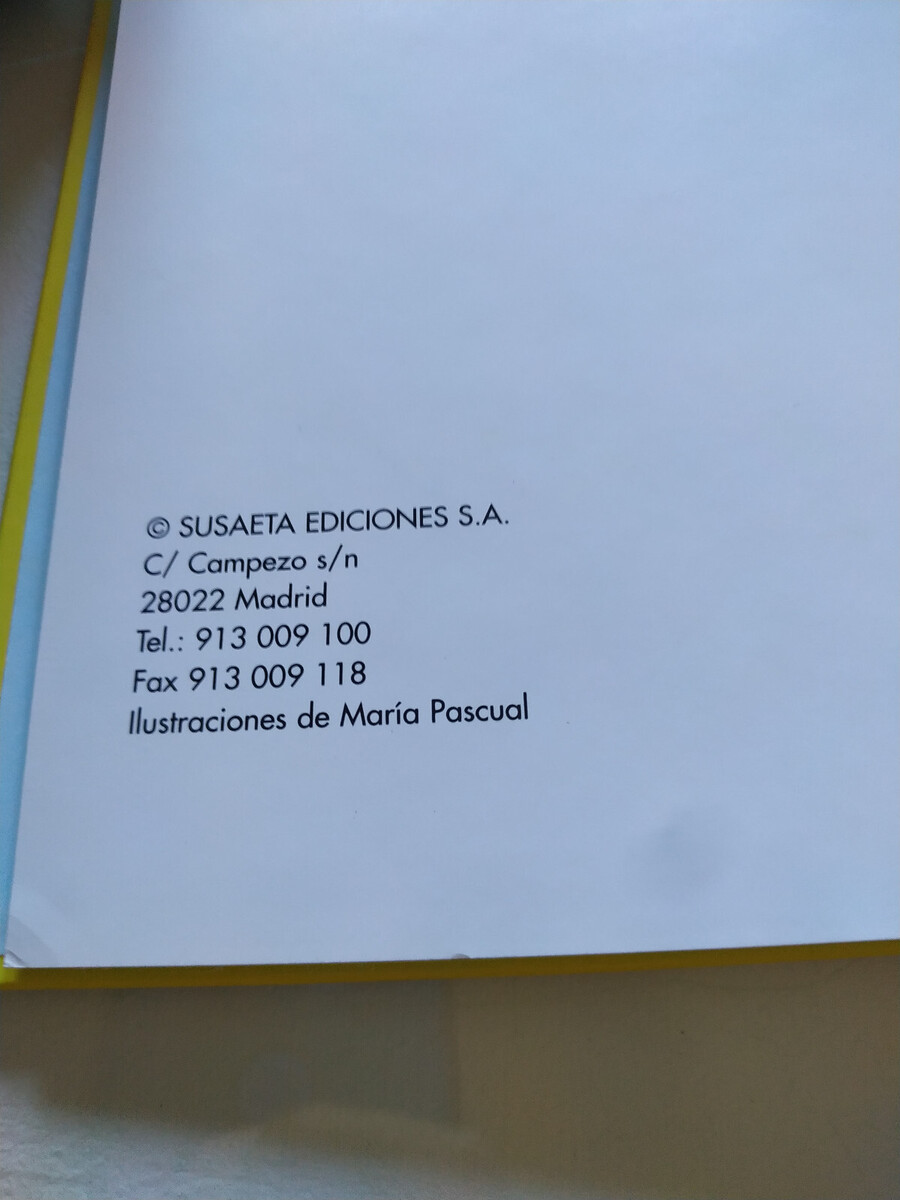 © SUSAETA EDICIONES S.A.
C/ Campezo s/n
28022 Madrid
Tel.: 913 009 100
Fax 913 009 118
Ilustraciones de María Pascual